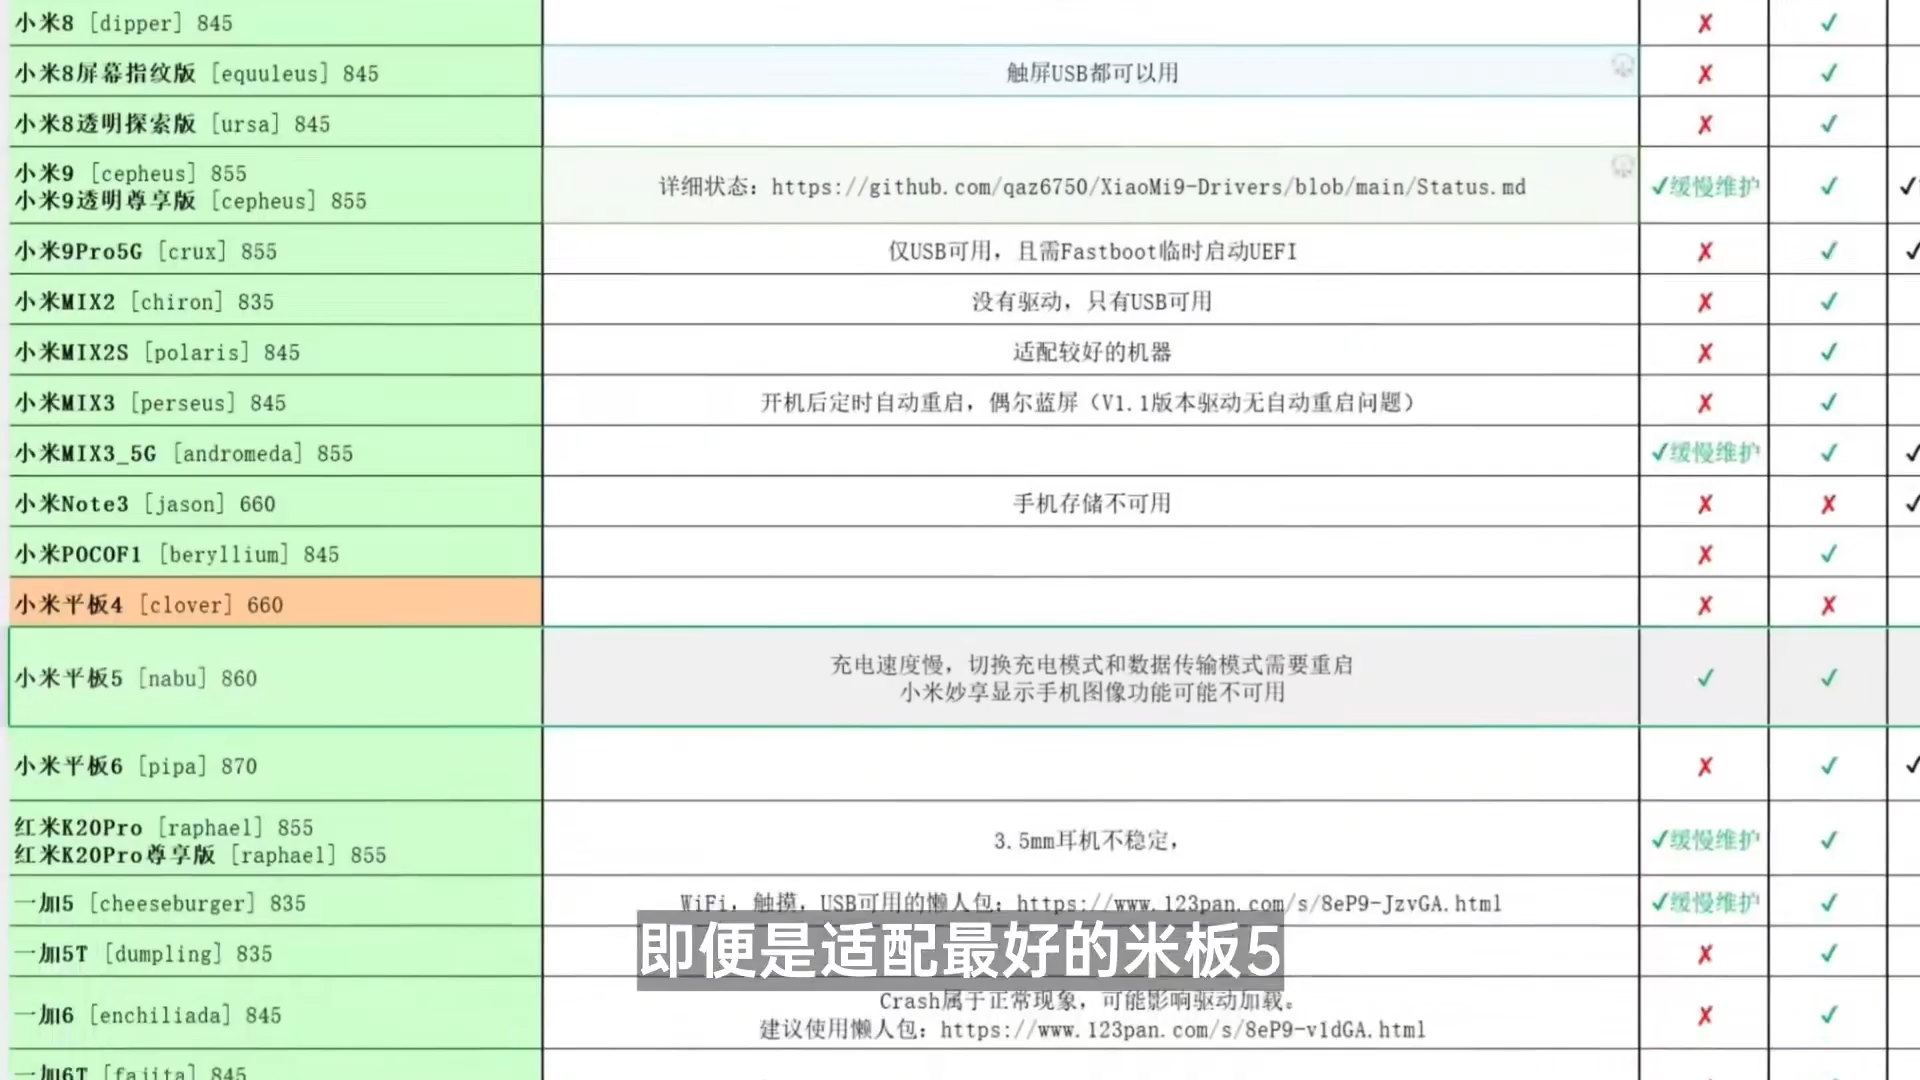 小米8 [dipper] 845 ✗ ✓
小米8屏幕指纹版 [equuleus] 845 触屏USB都可以用 ✗ ✓
小米8透明探索版 [ursa] 845 ✗ ✓
小米9 [cepheus] 855
小米9透明尊享版 [cepheus] 855
详细状态：https://github.com/qaz6750/XiaoMi9-Drivers/blob/main/Status.md ✓缓慢维护 ✓ ✓
小米9Pro5G [crux] 855 仅USB可用，且需Fastboot临时启动UEFI ✗ ✓ ✓
小米MIX2 [chiron] 835 没有驱动，只有USB可用 ✗ ✓
小米MIX2S [polaris] 845 适配较好的机器 ✗ ✓
小米MIX3 [perseus] 845 开机后定时自动重启，偶尔蓝屏（V1.1版本驱动无自动重启问题） ✗ ✓
小米MIX3_5G [andromeda] 855 ✓缓慢维护 ✓ ✓
小米Note3 [jason] 660 手机存储不可用 ✗ ✗ ✓
小米POCOF1 [beryllium] 845 ✗ ✓
小米平板4 [clover] 660 ✗ ✗
小米平板5 [nabu] 860 ✓ ✓
充电速度慢，切换充电模式和数据传输模式需要重启
小米妙享显示手机图像功能可能不可用
小米平板6 [pipa] 870 ✗ ✓ ✓
红米K20Pro [raphael] 855
红米K20Pro尊享版 [raphael] 855
3.5mm耳机不稳定， ✓缓慢维护 ✓
一加5 [cheeseburger] 835 WiFi，触摸，USB可用的懒人包：https://www.123pan.com/s/8eP9-JzvGA.html ✓缓慢维护 ✓
一加5T [dumpling] 835 ✗ ✓
即便是适配最好的米板5
一加6 [enchiliada] 845 ✗ ✓
Crash属于正常现象，可能影响驱动加载。
建议使用懒人包：https://www.123pan.com/s/8eP9-v1dGA.html
一加6T [fajita] 845